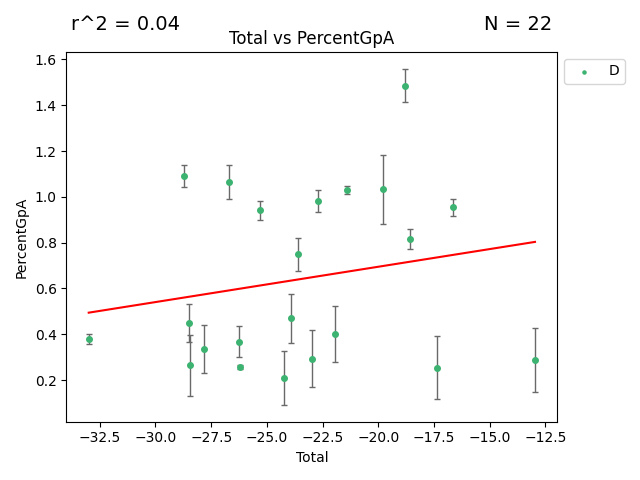 r^2 = 0.04
N = 22
Total vs PercentGpA
D
1.6
1.4
1.2
1.0
0.8
0.6
0.4
0.2
PercentGpA
−32.5 −30.0 −27.5 −25.0 −22.5 −20.0 −17.5 −15.0 −12.5
Total